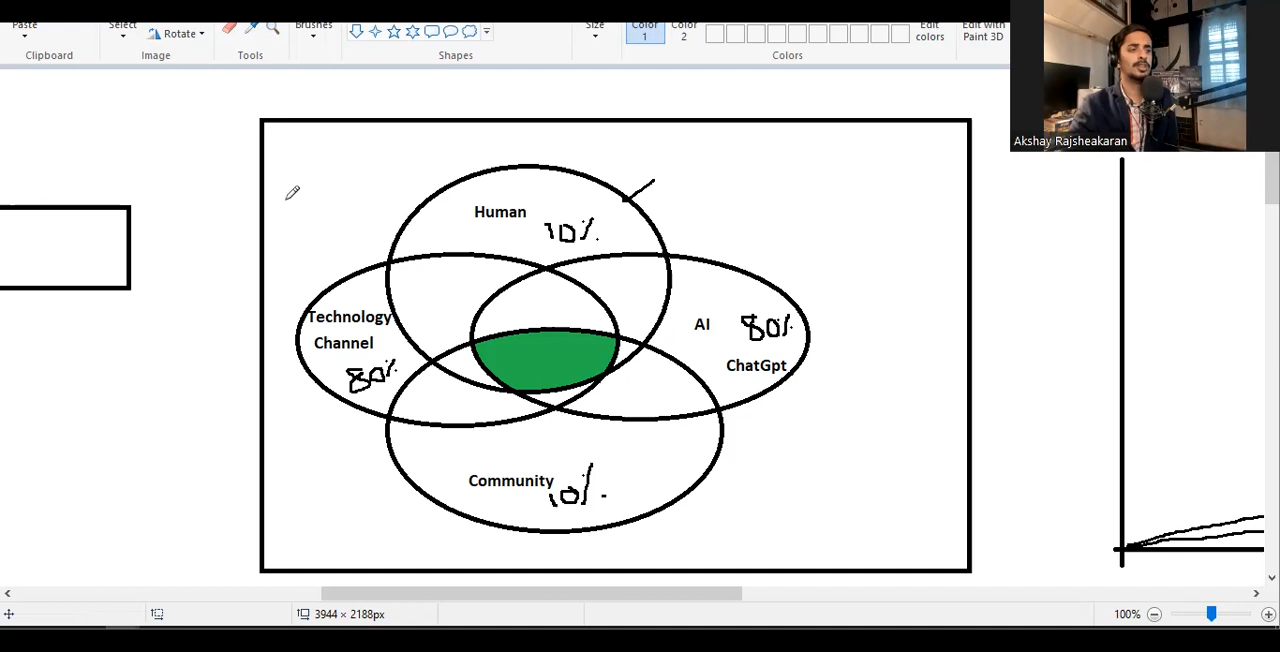 Paste
Select
Rotate
Brushes
Size
Color
1
Color
2
Edit
colors
Edit with
Paint 3D
Clipboard
Image
Tools
Shapes
Colors
Akshay Rajsheakaran
Human
10%.
Technology
Channel
80%
AI
80%
ChatGpt
Community
10%.
3944 × 2188px
100%